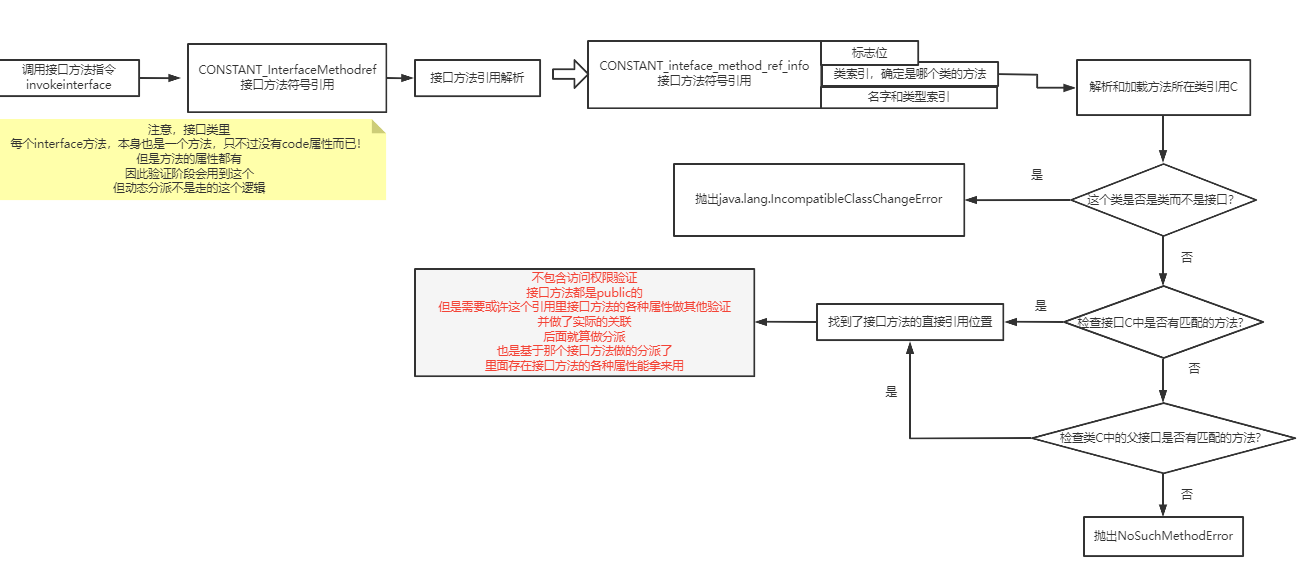 调用接口方法指令
invokeinterface
CONSTANT_InterfaceMethodref
接口方法符号引用
接口方法引用解析
CONSTANT_inteface_method_ref_info
接口方法符号引用
标志位
类索引，确定是哪个类的方法
名字和类型索引
解析和加载方法所在类引用C
注意，接口类里
每个interface方法，本身也是一个方法，只不过没有code属性而已！
但是方法的属性都有
因此验证阶段会用到这个
但动态分派不是走的这个逻辑
这个类是否是类而不是接口？
是
抛出java.lang.IncompatibleClassChangeError
否
检查接口C中是否有匹配的方法？
是
找到了接口方法的直接引用位置
不包含访问权限验证
接口方法都是public的
但是需要或许这个引用里接口方法的各种属性做其他验证
并做了实际的关联
后面就算做分派
也是基于那个接口方法做的分派了
里面存在接口方法的各种属性能拿来用
否
是
检查类C中的父接口是否有匹配的方法？
否
抛出NoSuchMethodError